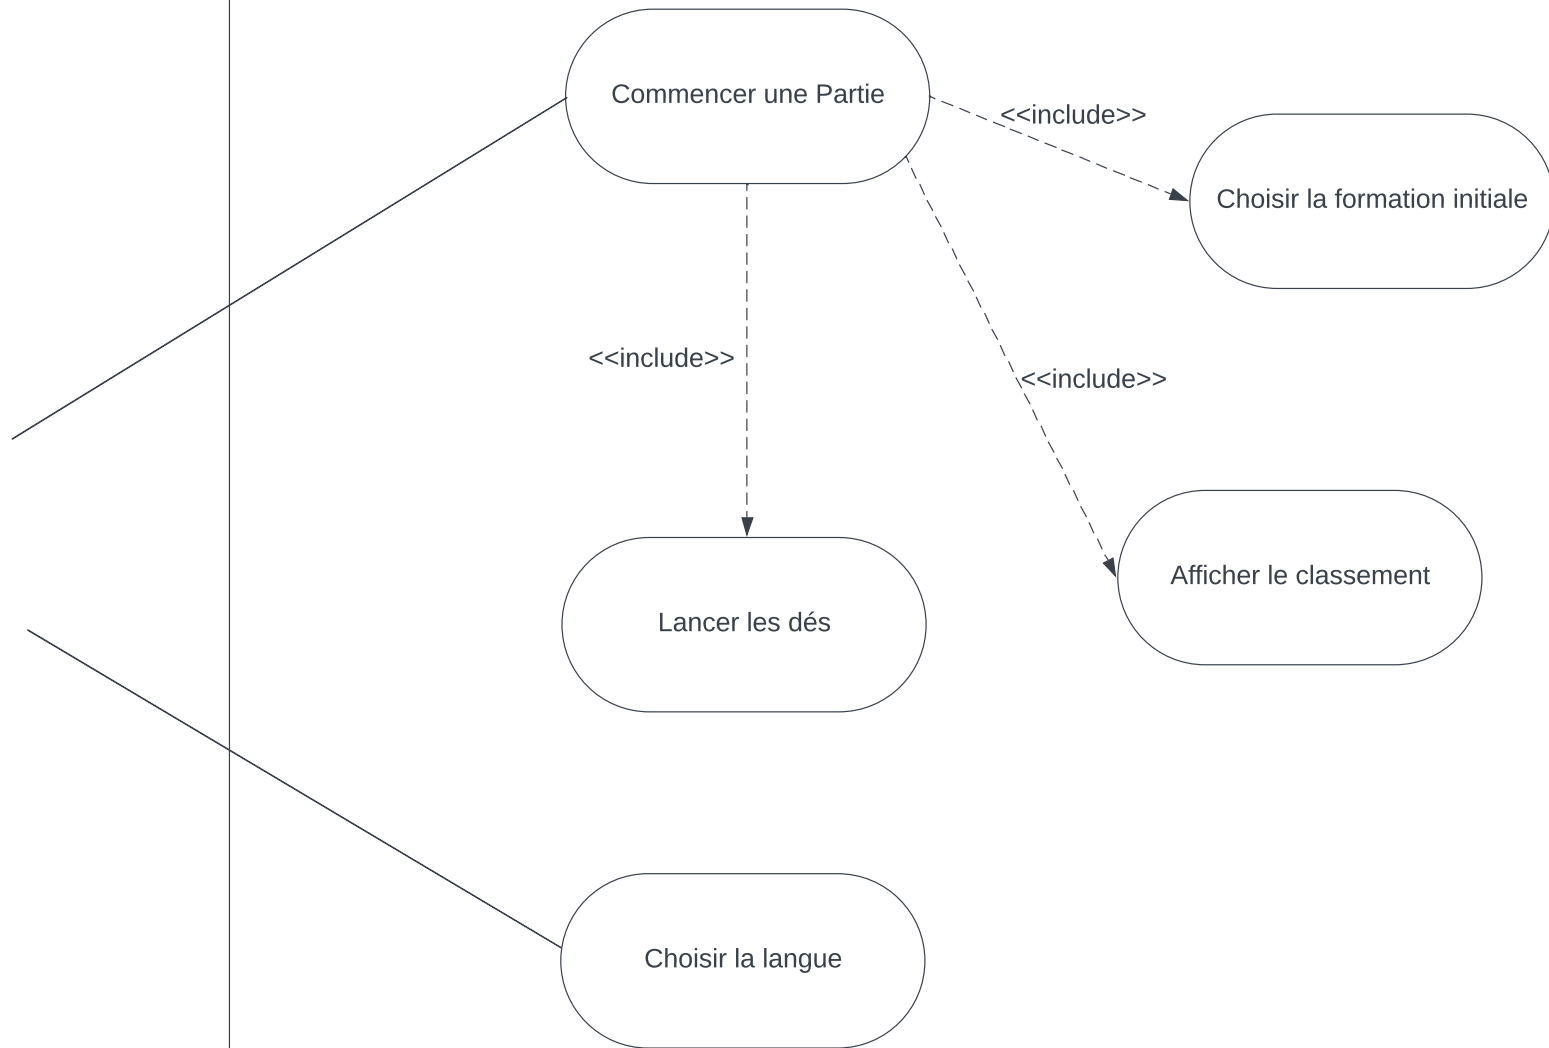 Commencer une Partie
<<include>>
Choisir la formation initiale
<<include>>
<<include>>
Afficher le classement
Lancer les dés
Choisir la langue